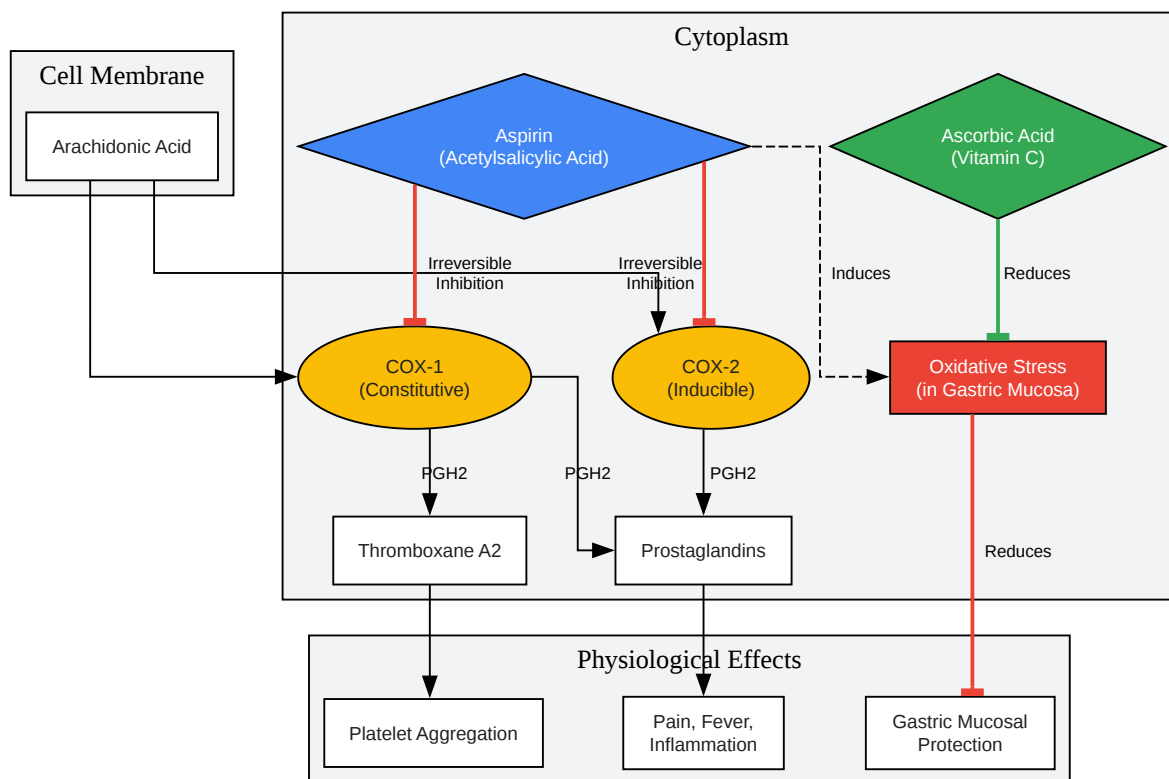 Cytoplasm
Cell Membrane
Arachidonic Acid
Aspirin
(Acetylsalicylic Acid)
Ascorbic Acid
(Vitamin C)
Irreversible
Inhibition
Irreversible
Inhibition
Induces
Reduces
COX-1
(Constitutive)
COX-2
(Inducible)
Oxidative Stress
(in Gastric Mucosa)
PGH2
PGH2
PGH2
Thromboxane A2
Prostaglandins
Reduces
Physiological Effects
Platelet Aggregation
Pain, Fever,
Inflammation
Gastric Mucosal
Protection